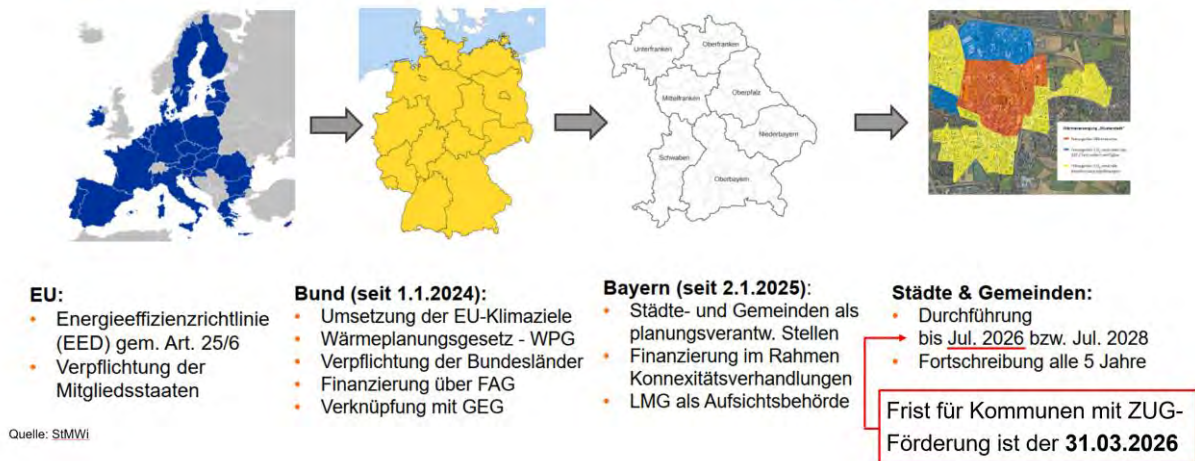 Unterfranken
Oberfranken
Mittelfranken
Oberpfalz
Niederbayern
Schwaben
Oberbayern
EU:
• Energieeffizienzrichtlinie
(EED) gem. Art. 25/6
• Verpflichtung der
Mitgliedsstaaten
Quelle: StMWi
Bund (seit 1.1.2024):
• Umsetzung der EU-Klimaziele
• Wärmeplanungsgesetz - WPG
• Verpflichtung der Bundesländer
• Finanzierung über FAG
• Verknüpfung mit GEG
Bayern (seit 2.1.2025):
• Städte- und Gemeinden als
planungsverantw. Stellen
• Finanzierung im Rahmen
Konnexitätsverhandlungen
• LMG als Aufsichtsbehörde
Städte & Gemeinden:
• Durchführung
bis Jul. 2026 bzw. Jul. 2028
• Fortschreibung alle 5 Jahre
Frist für Kommunen mit ZUG-
Förderung ist der 31.03.2026